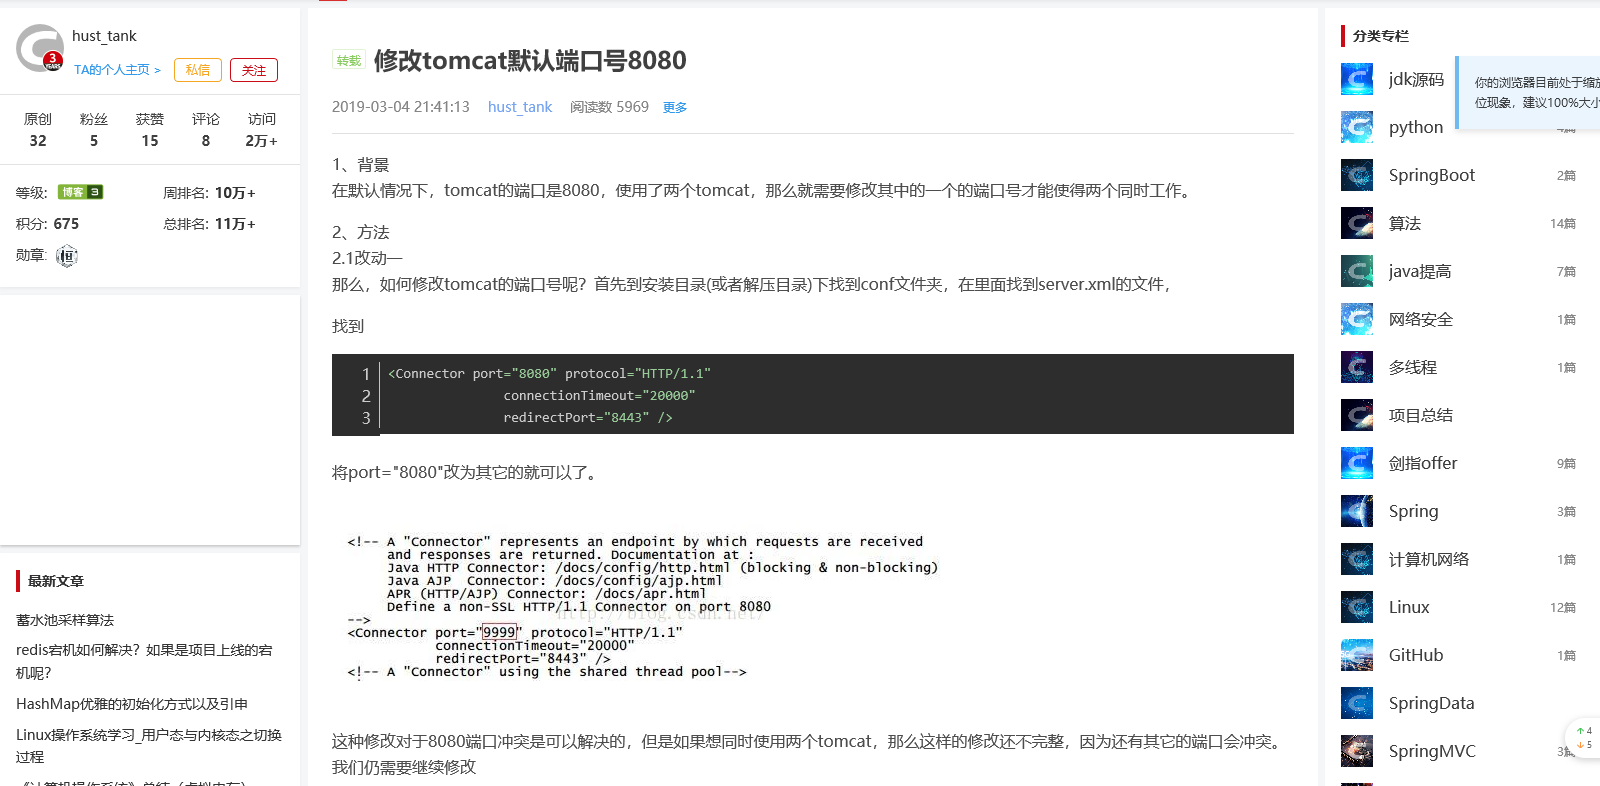 hust_tank
3
YEARS
TA的个人主页 >
私信
关注
原创
粉丝
获赞
评论
访问
32
5
15
8
2万+
等级:
博客 3
周排名: 10万+
积分: 675
总排名: 11万+
勋章:
最新文章
蓄水池采样算法
redis宕机如何解决？如果是项目上线的宕
机呢？
HashMap优雅的初始化方式以及引申
Linux操作系统学习_用户态与内核态之切换
过程
转载
修改tomcat默认端口号8080
2019-03-04 21:41:13
hust_tank
阅读数 5969
更多
1、背景
在默认情况下，tomcat的端口是8080，使用了两个tomcat，那么就需要修改其中的一个的端口号才能使得两个同时工作。
2、方法
2.1改动一
那么，如何修改tomcat的端口号呢？首先到安装目录(或者解压目录)下找到conf文件夹，在里面找到server.xml的文件，
找到
1 <Connector port="8080" protocol="HTTP/1.1"
2 connectionTimeout="20000"
3 redirectPort="8443" />
将port="8080"改为其它的就可以了。
<!-- A "Connector" represents an endpoint by which requests are received
and responses are returned. Documentation at :
Java HTTP Connector: /docs/config/http.html (blocking & non-blocking)
Java AJP  Connector: /docs/config/ajp.html
APR (HTTP/AJP) Connector: /docs/apr.html
Define a non-SSL HTTP/1.1 Connector on port 8080
http://blog.csdn.net/
-->
<Connector port="9999" protocol="HTTP/1.1"
connectionTimeout="20000"
redirectPort="8443" />
<!-- A "Connector" using the shared thread pool-->
这种修改对于8080端口冲突是可以解决的，但是如果想同时使用两个tomcat，那么这样的修改还不完整，因为还有其它的端口会冲突。
我们仍需要继续修改
分类专栏
jdk源码
你的浏览器目前处于缩放
位现象，建议100%大小
python
SpringBoot 2篇
算法 14篇
java提高 7篇
网络安全 1篇
多线程 1篇
项目总结
剑指offer 9篇
Spring 3篇
计算机网络 1篇
Linux 12篇
GitHub 1篇
SpringData
SpringMVC 3篇
4
5